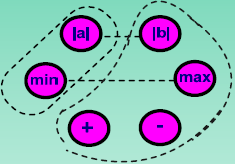 |a| |b|
min max
+ -